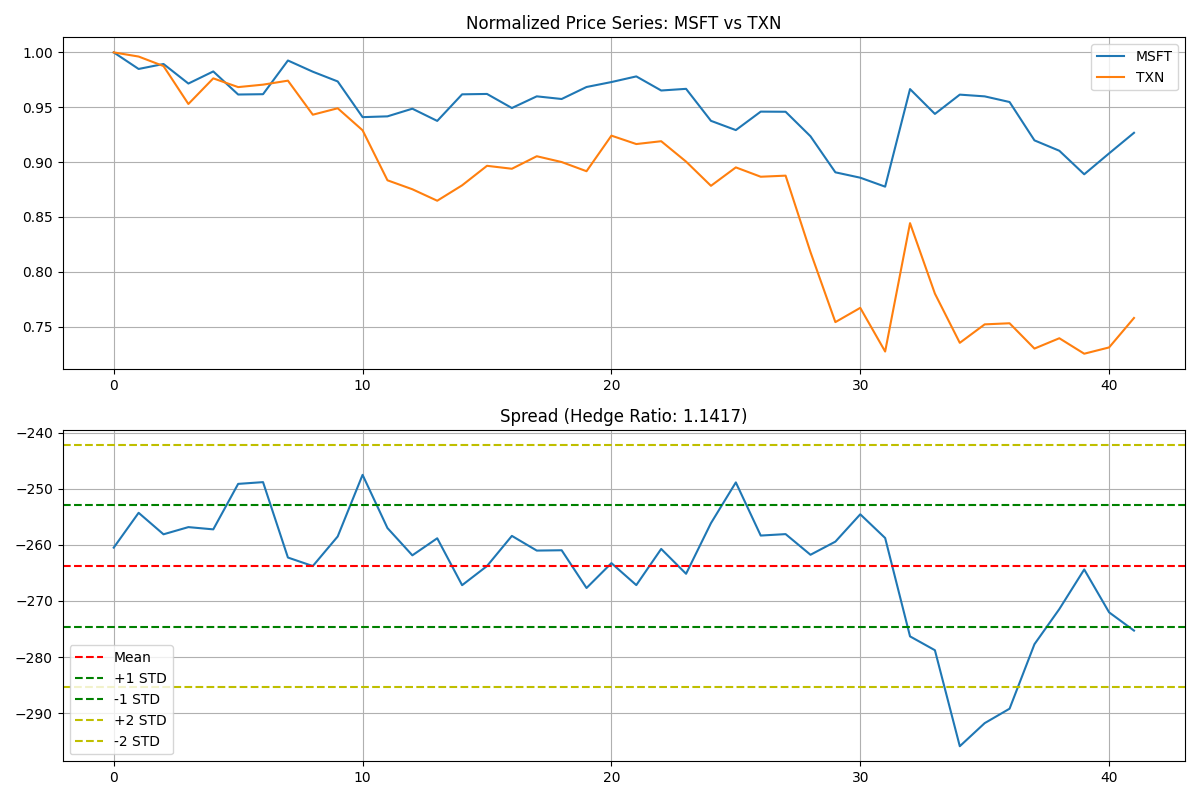 Normalized Price Series: MSFT vs TXN
1.00
0.95
0.90
0.85
0.80
0.75
MSFT
TXN
0 10 20 30 40
Spread (Hedge Ratio: 1.1417)
−240
−250
−260
−270
−280
−290
Mean
+1 STD
-1 STD
+2 STD
-2 STD
0 10 20 30 40